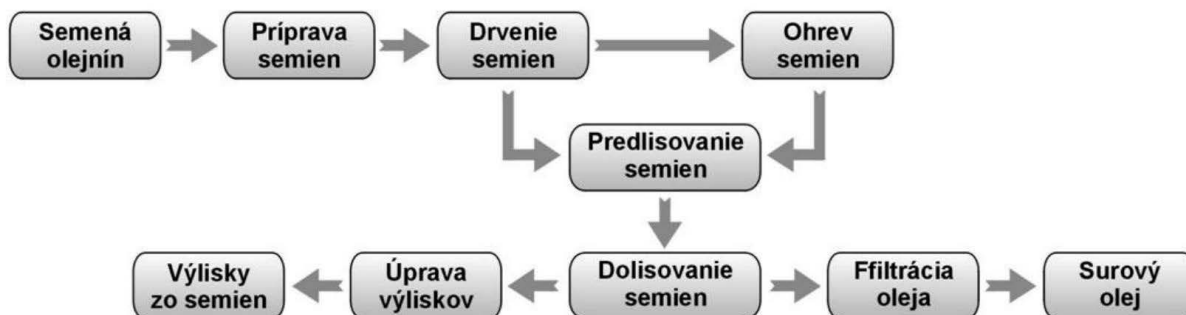 Semená
olejnín
Príprava
semien
Drvenie
semien
Ohrev
semien
Predlisovanie
semien
Výlisky
zo semien
Úprava
výliskov
Dolisovanie
semien
Ffiltrácia
oleja
Surový
olej